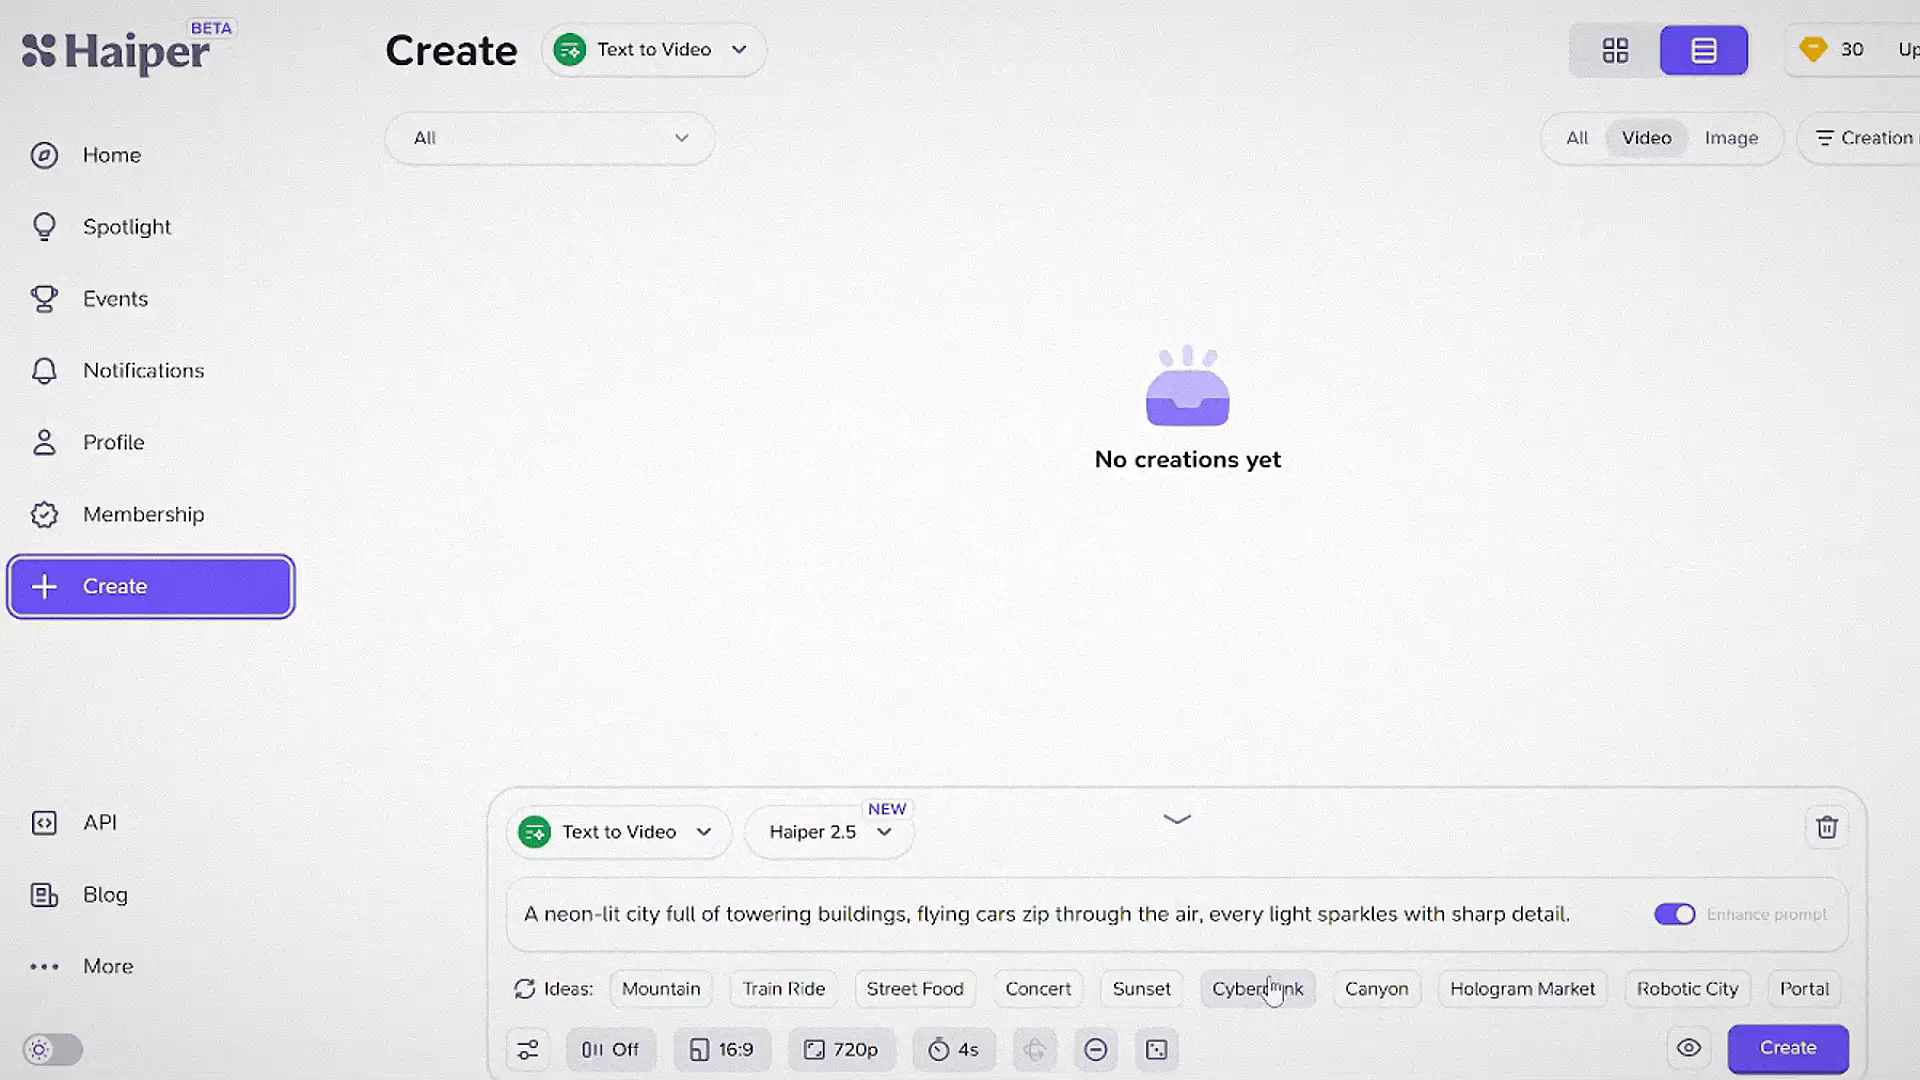 BETA
Haiper
Create
Text to Video
30
All
All
Video
Image
Creation
Home
Spotlight
Events
Notifications
Profile
Membership
Create
No creations yet
API
Blog
More
Text to Video
Haiper 2.5
NEW
A neon-lit city full of towering buildings, flying cars zip through the air, every light sparkles with sharp detail.
Enhance prompt
Ideas:
Mountain
Train Ride
Street Food
Concert
Sunset
Canyon
Hologram Market
Robotic City
Portal
Off
16:9
720p
4s
Create